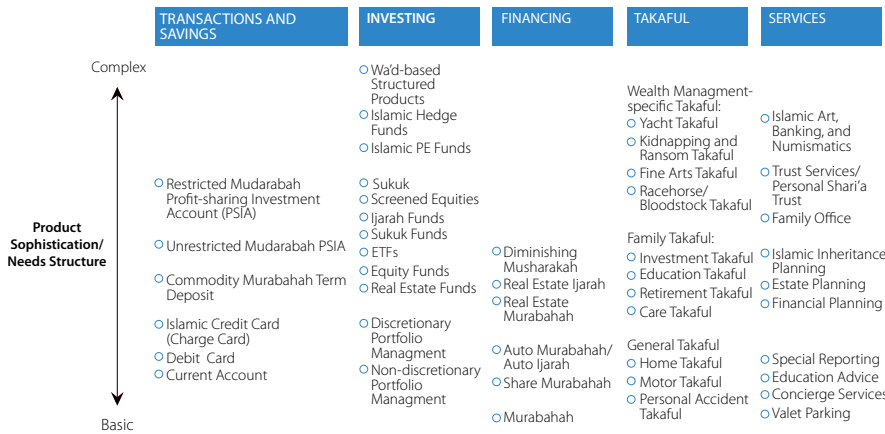 TRANSACTIONS AND
SAVINGS
INVESTING
FINANCING
TAKAFUL
SERVICES
Complex
Product
Sophistication/
Needs Structure
Basic
Restricted Mudarabah
Profit-sharing Investment
Account (PSIA)
Unrestricted Mudarabah PSIA
Commodity Murabahah Term
Deposit
Islamic Credit Card
(Charge Card)
Debit Card
Current Account
Wa'd-based
Structured
Products
Islamic Hedge
Funds
Islamic PE Funds
Sukuk
Screened Equities
Ijarah Funds
Sukuk Funds
ETFs
Equity Funds
Real Estate Funds
Discretionary
Portfolio
Managment
Non-discretionary
Portfolio
Managment
Diminishing
Musharakah
Real Estate Ijarah
Real Estate
Murabahah
Auto Murabahah/
Auto Ijarah
Share Murabahah
Murabahah
Wealth Managment-
specific Takaful:
Yacht Takaful
Kidnapping and
Ransom Takaful
Fine Arts Takaful
Racehorse/
Bloodstock Takaful
Family Takaful:
Investment Takaful
Education Takaful
Retirement Takaful
Care Takaful
General Takaful
Home Takaful
Motor Takaful
Personal Accident
Takaful
Islamic Art,
Banking, and
Numismatics
Trust Services/
Personal Shari'a
Trust
Family Office
Islamic Inheritance
Planning
Estate Planning
Financial Planning
Special Reporting
Education Advice
Concierge Services
Valet Parking